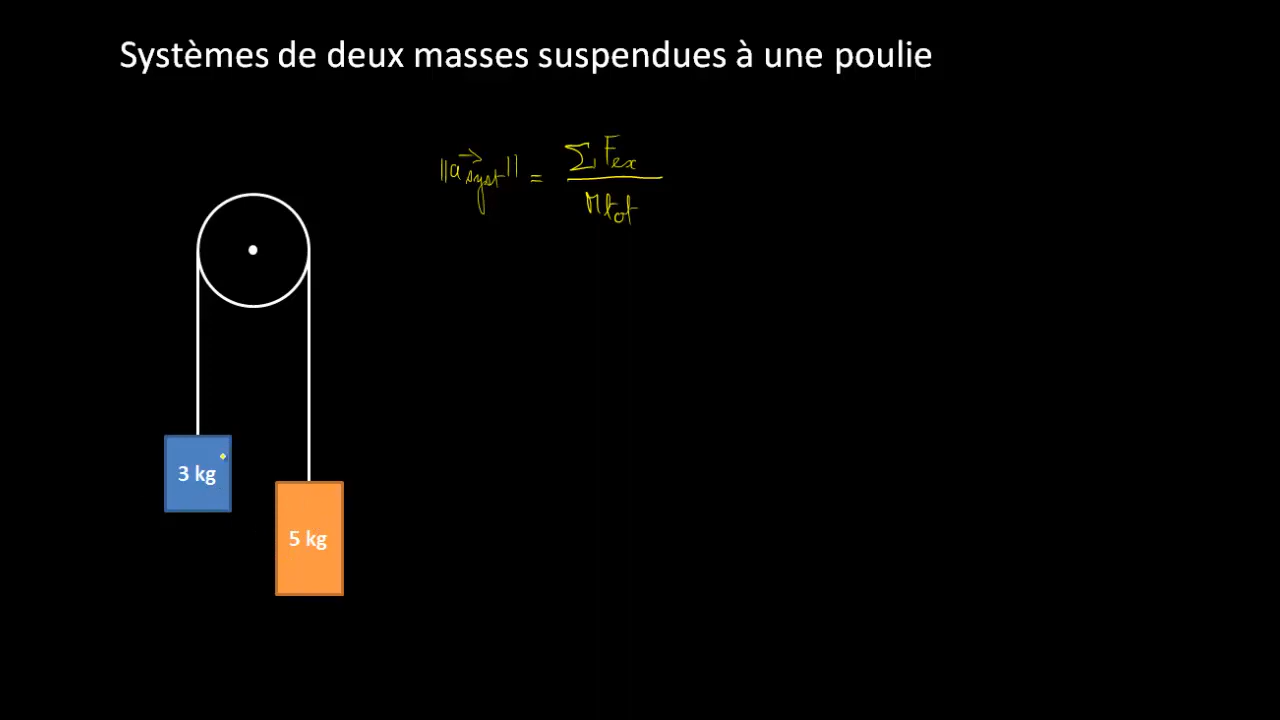 Systèmes de deux masses suspendues à une poulie
||a⃗syst|| = ΣFex / Mtot
3 kg
5 kg